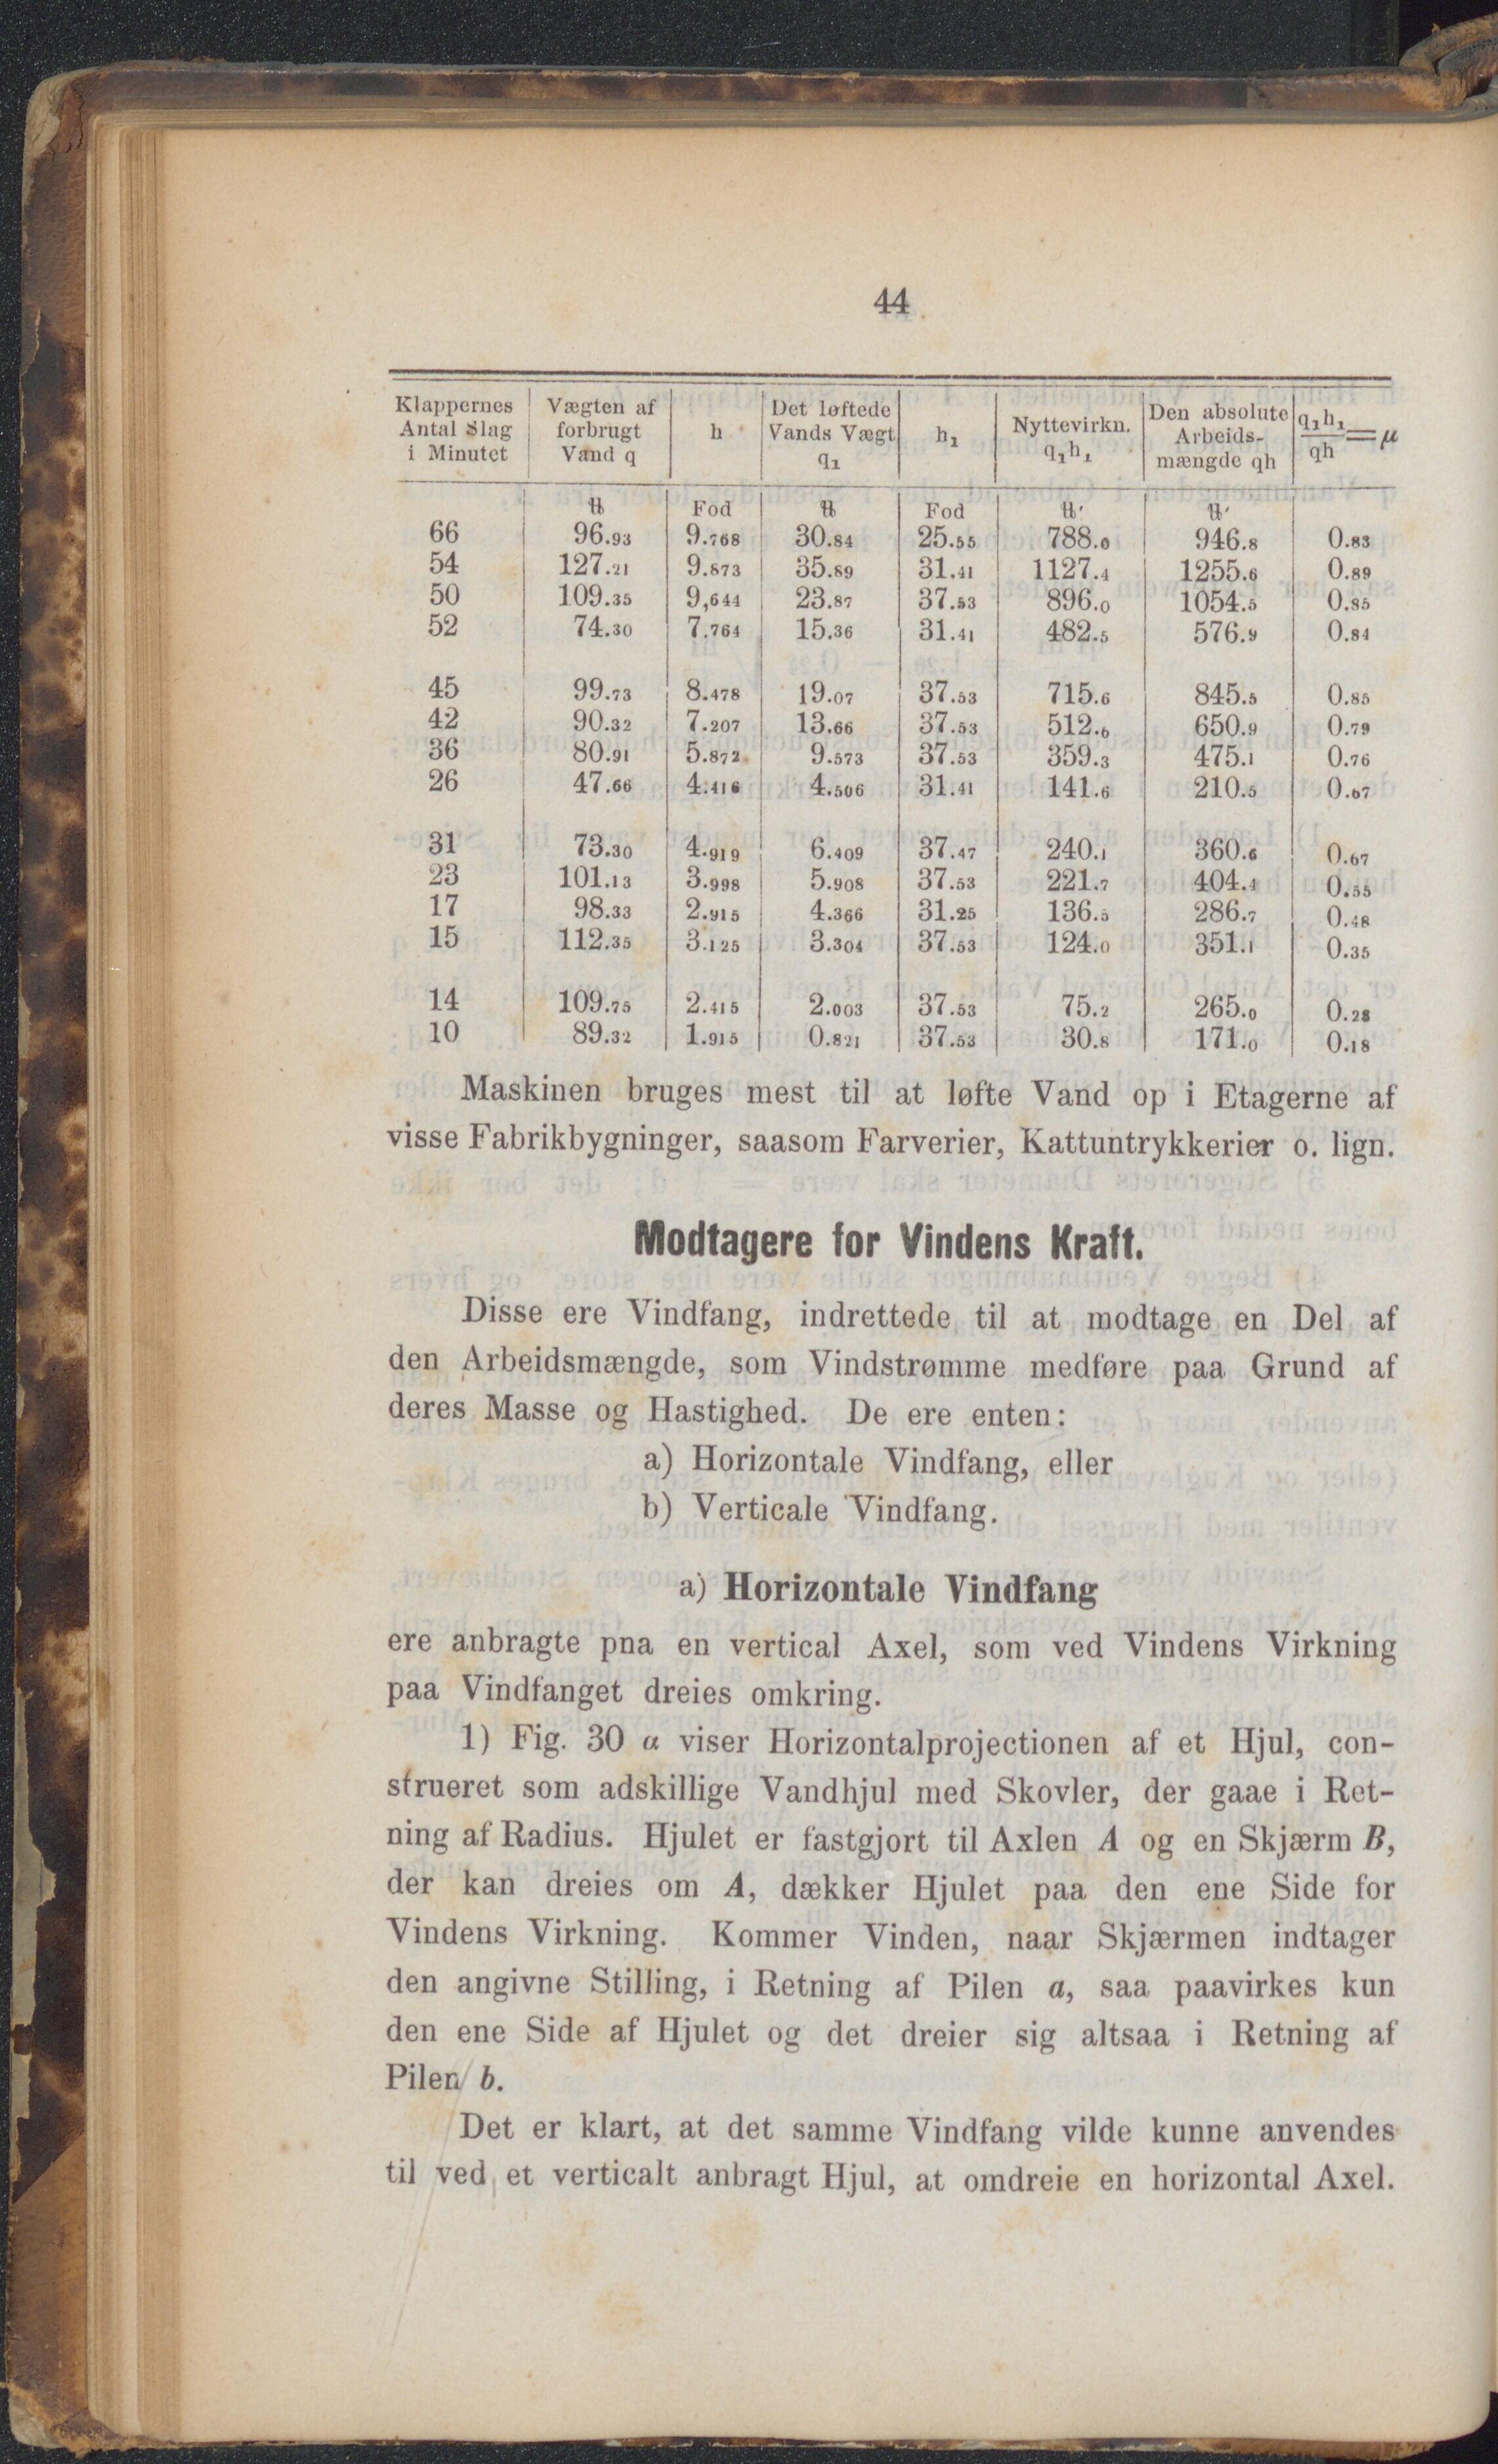 44
Klappernes Antal Slag i Minutet | Vægten af forbrugt Vand q | h | Det løftede Vands Vægt q₁ | h₁ | Nyttevirkn. q₁h₁ | Den absolute Arbeids-mængde qh | q₁h₁/qh = μ
℔ | Fod | ℔ | Fod | ℔′ | ℔′
66 | 96.93 | 9.768 | 30.84 | 25.55 | 788.0 | 946.8 | 0.83
54 | 127.21 | 9.873 | 35.89 | 31.41 | 1127.4 | 1255.6 | 0.89
50 | 109.35 | 9,644 | 23.87 | 37.53 | 896.0 | 1054.5 | 0.85
52 | 74.30 | 7.764 | 15.36 | 31.41 | 482.5 | 576.9 | 0.84
45 | 99.73 | 8.478 | 19.07 | 37.53 | 715.6 | 845.5 | 0.85
42 | 90.32 | 7.207 | 13.66 | 37.53 | 512.6 | 650.9 | 0.79
36 | 80.91 | 5.872 | 9.573 | 37.53 | 359.3 | 475.1 | 0.76
26 | 47.66 | 4.416 | 4.506 | 31.41 | 141.6 | 210.5 | 0.67
31 | 73.30 | 4.919 | 6.409 | 37.47 | 240.1 | 360.6 | 0.67
23 | 101.13 | 3.998 | 5.908 | 37.53 | 221.7 | 404.4 | 0.55
17 | 98.33 | 2.915 | 4.366 | 31.25 | 136.5 | 286.7 | 0.48
15 | 112.35 | 3.125 | 3.304 | 37.53 | 124.0 | 351.1 | 0.35
14 | 109.75 | 2.415 | 2.003 | 37.53 | 75.2 | 265.0 | 0.28
10 | 89.32 | 1.915 | 0.821 | 37.53 | 30.8 | 171.0 | 0.18
Maskinen bruges mest til at løfte Vand op i Etagerne af
visse Fabrikbygninger, saasom Farverier, Kattuntrykkerier o. lign.
Modtagere for Vindens Kraft.
Disse ere Vindfang, indrettede til at modtage en Del af
den Arbeidsmængde, som Vindstrømme medføre paa Grund af
deres Masse og Hastighed. De ere enten:
a) Horizontale Vindfang, eller
b) Verticale Vindfang.
a) Horizontale Vindfang
ere anbragte pna en vertical Axel, som ved Vindens Virkning
paa Vindfanget dreies omkring.
1) Fig. 30 α viser Horizontalprojectionen af et Hjul, con-
strueret som adskillige Vandhjul med Skovler, der gaae i Ret-
ning af Radius. Hjulet er fastgjort til Axlen A og en Skjærm B,
der kan dreies om A, dækker Hjulet paa den ene Side for
Vindens Virkning. Kommer Vinden, naar Skjærmen indtager
den angivne Stilling, i Retning af Pilen a, saa paavirkes kun
den ene Side af Hjulet og det dreier sig altsaa i Retning af
Pilen b.
Det er klart, at det samme Vindfang vilde kunne anvendes
til ved et verticalt anbragt Hjul, at omdreie en horizontal Axel.